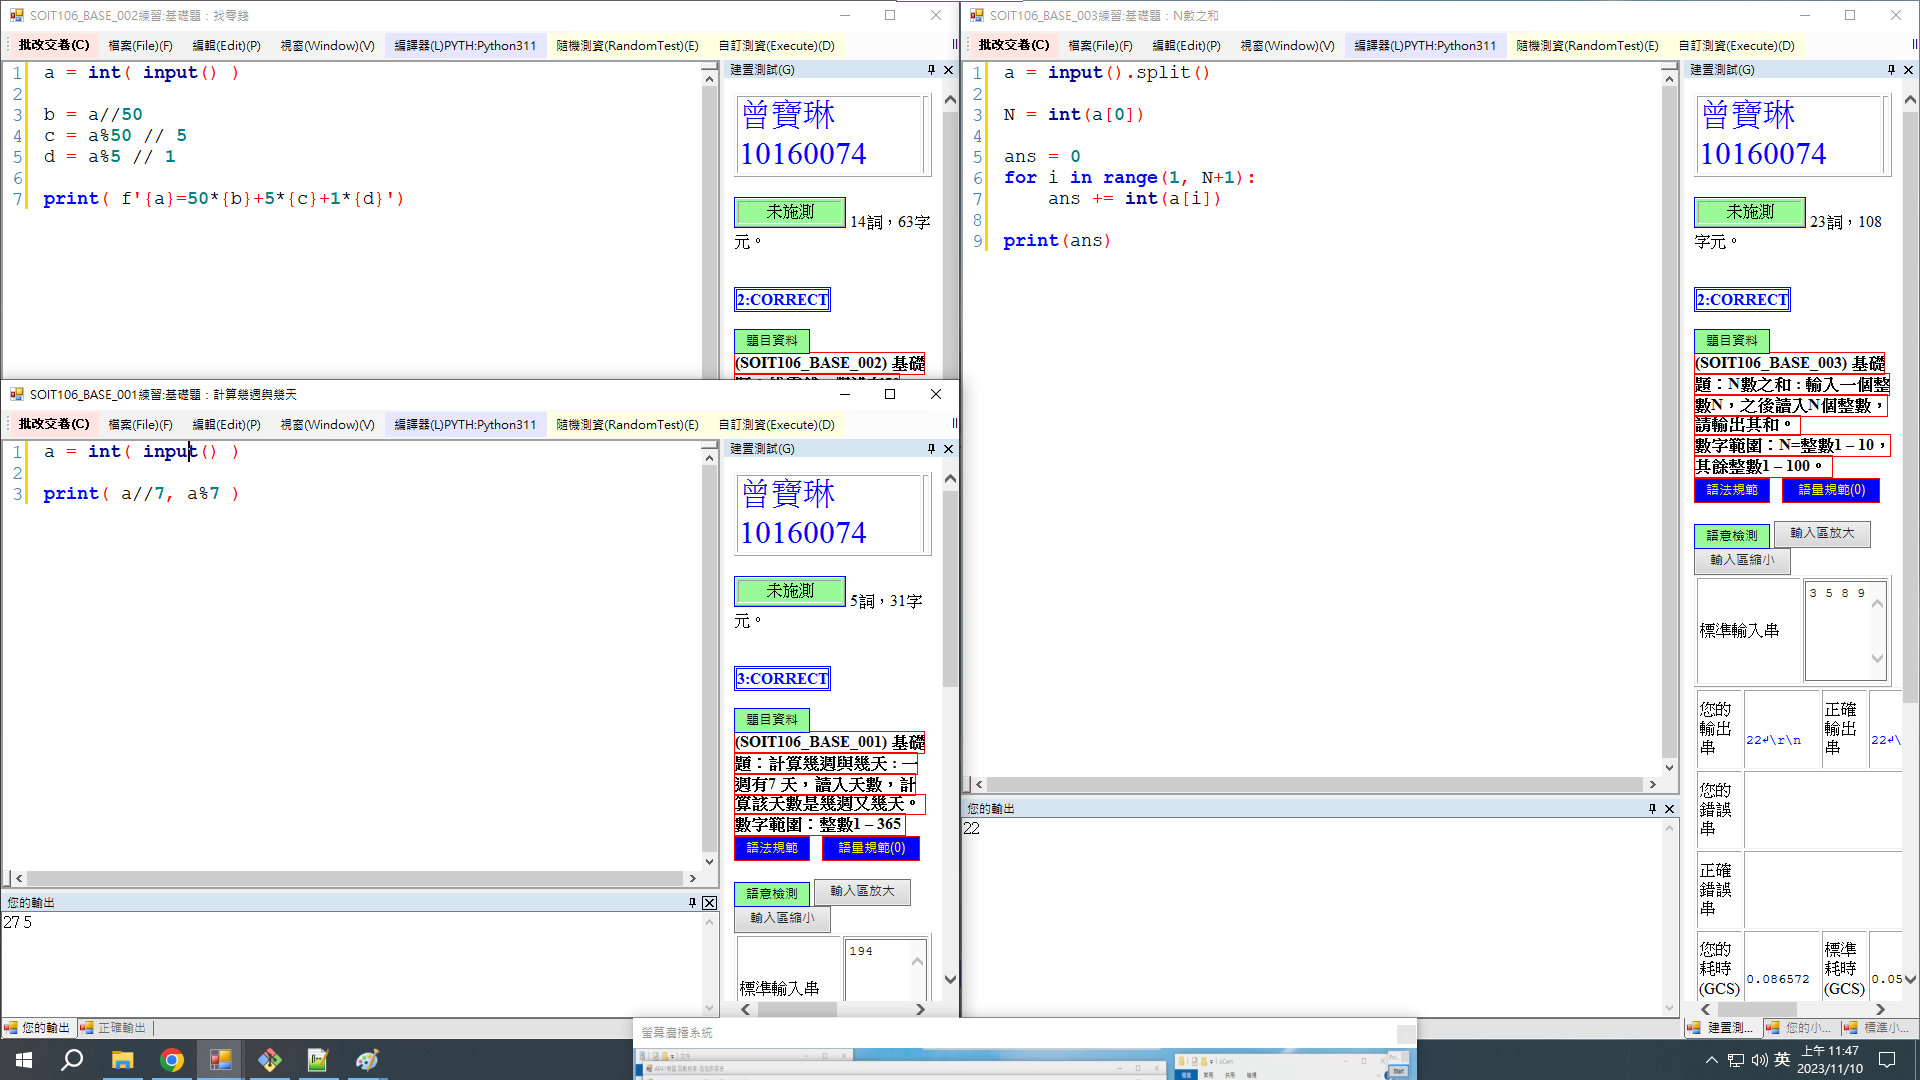 SOIT106_BASE_002練習:基礎題：找零錢
批改交卷(C) 檔案(File)(F) 編輯(Edit)(P) 視窗(Window)(V) 編譯器(L)PYTH:Python311 隨機測資(RandomTest)(E) 自訂測資(Execute)(D)
1 a = int( input() )
2
3 b = a//50
4 c = a%50 // 5
5 d = a%5 // 1
6
7 print( f'{a}=50*{b}+5*{c}+1*{d}')
建置測試(G)
曾寶琳
10160074
未施測 14詞，63字
元。
2:CORRECT
題目資料
(SOIT106_BASE_002) 基礎
SOIT106_BASE_003練習:基礎題：N數之和
批改交卷(C) 檔案(File)(F) 編輯(Edit)(P) 視窗(Window)(V) 編譯器(L)PYTH:Python311 隨機測資(RandomTest)(E) 自訂測資(Execute)(D)
1 a = input().split()
2
3 N = int(a[0])
4
5 ans = 0
6 for i in range(1, N+1):
7 ans += int(a[i])
8
9 print(ans)
您的輸出
22
建置測試(G)
曾寶琳
10160074
未施測 23詞，108
字元。
2:CORRECT
題目資料
(SOIT106_BASE_003) 基礎
題：N數之和 : 輸入一個整
數N，之後讀入N個整數，
請輸出其和。
數字範圍：N=整數1 – 10，
其餘整數1 – 100。
語法規範 語量規範(0)
語意檢測 輸入區放大
輸入區縮小
標準輸入串 3 5 8 9
您的輸出串 22↲\r\n 正確輸出串 22↲\
您的錯誤串
正確錯誤串
您的耗時(GCS) 0.086572 標準耗時(GCS) 0.05
建置測... 您的小... 標準小...
SOIT106_BASE_001練習:基礎題：計算幾週與幾天
批改交卷(C) 檔案(File)(F) 編輯(Edit)(P) 視窗(Window)(V) 編譯器(L)PYTH:Python311 隨機測資(RandomTest)(E) 自訂測資(Execute)(D)
1 a = int( input() )
2
3 print( a//7, a%7 )
您的輸出
27 5
您的輸出 正確輸出
建置測試(G)
曾寶琳
10160074
未施測 5詞，31字
元。
3:CORRECT
題目資料
(SOIT106_BASE_001) 基礎
題：計算幾週與幾天 : 一
週有7 天，讀入天數，計
算該天數是幾週又幾天。
數字範圍：整數1 – 365
語法規範 語量規範(0)
語意檢測 輸入區放大
輸入區縮小
標準輸入串 194
螢幕廣播系統
英
上午 11:47
2023/11/10